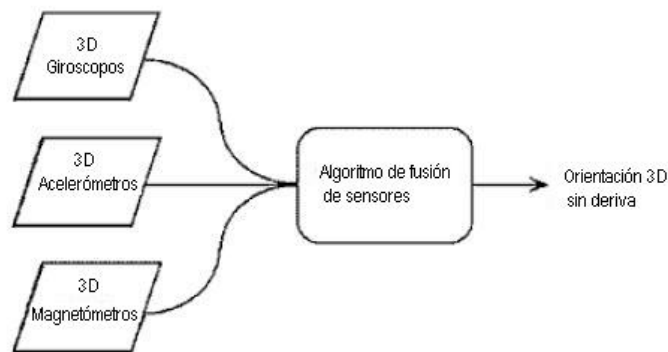 3D
Giroscopos
3D
Acelerómetros
3D
Magnetómetros
Algoritmo de fusión
de sensores
Orientación 3D
sin deriva